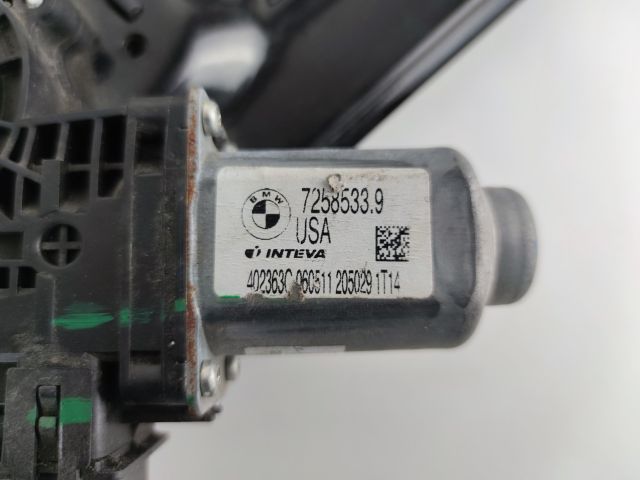 BMW
7258533.9
USA
INTEVA
402363C 060511 205029 1T14